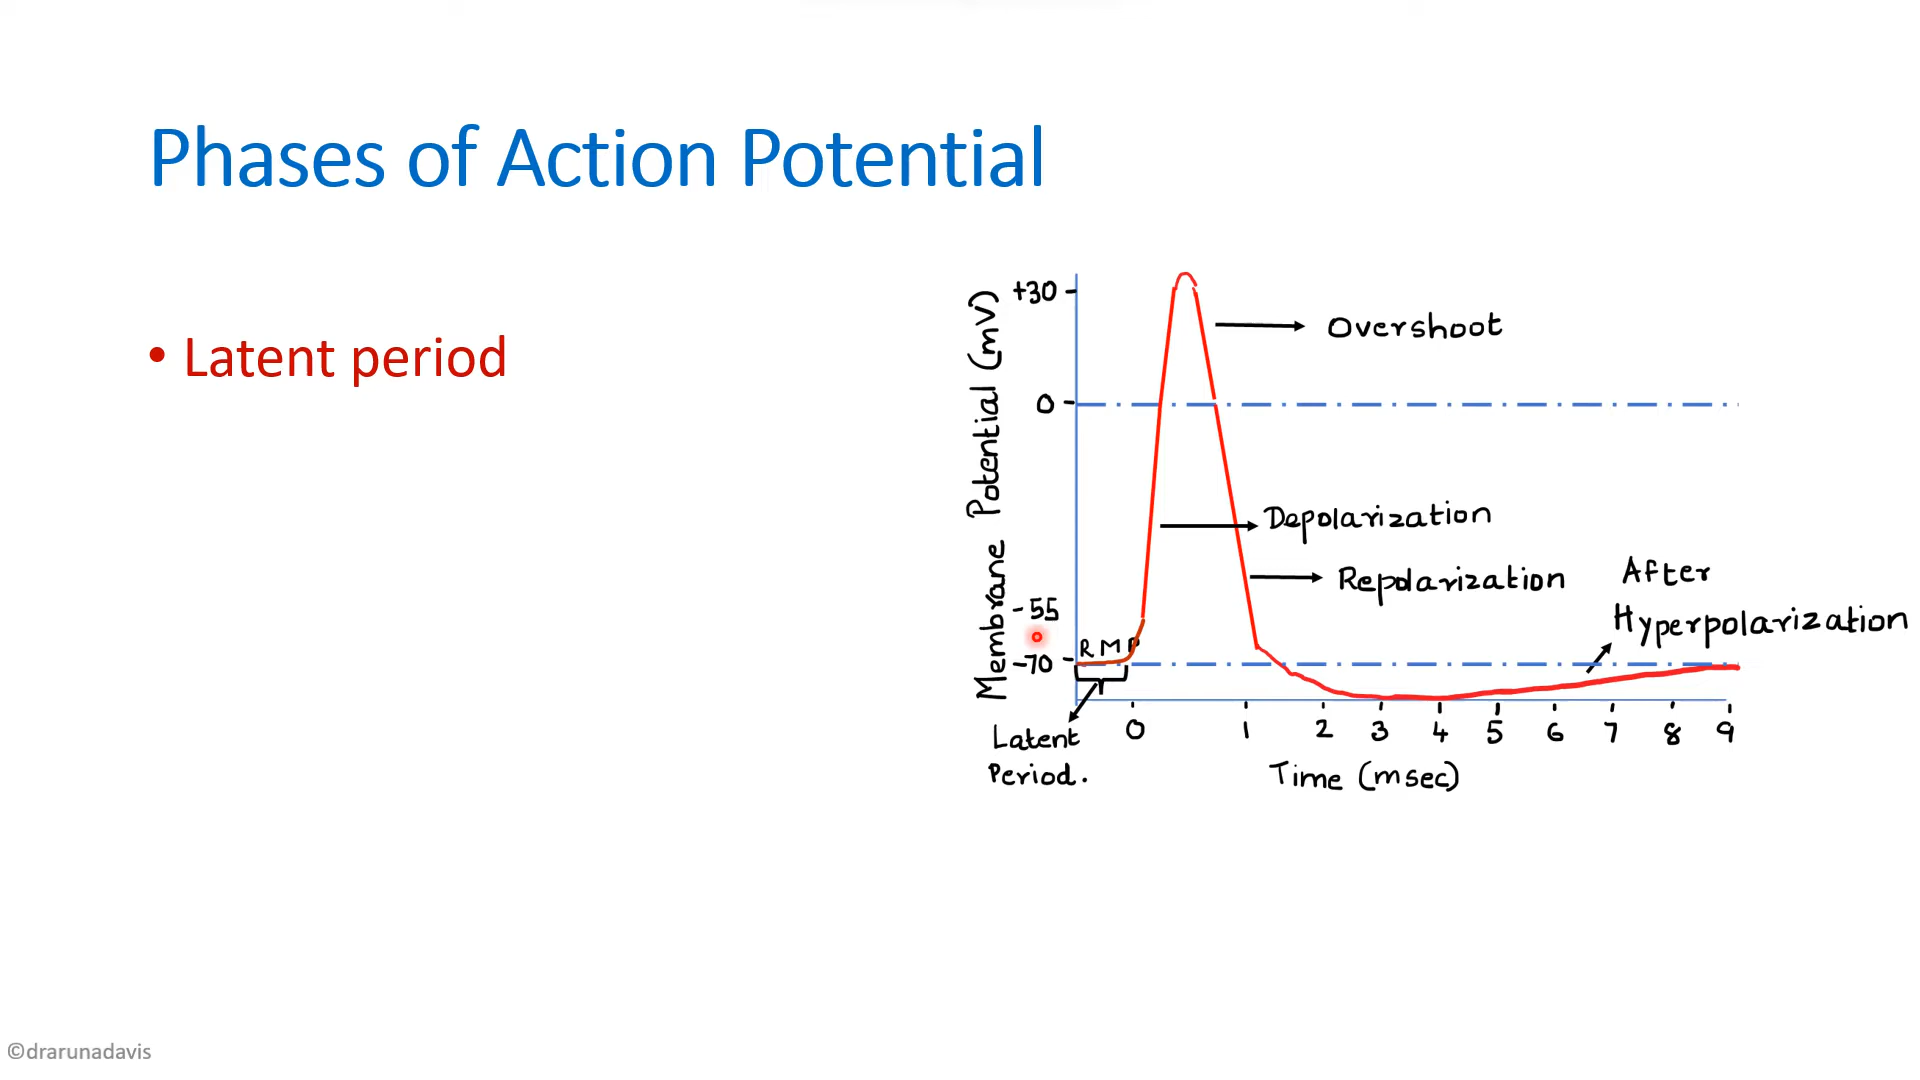 Phases of Action Potential
• Latent period
Membrane Potential (mV)
+30
0
-55
-70
RMP
Overshoot
Depolarization
Repolarization
After
Hyperpolarization
Latent
Period.
0 1 2 3 4 5 6 7 8 9
Time (msec)
©drarunadavis